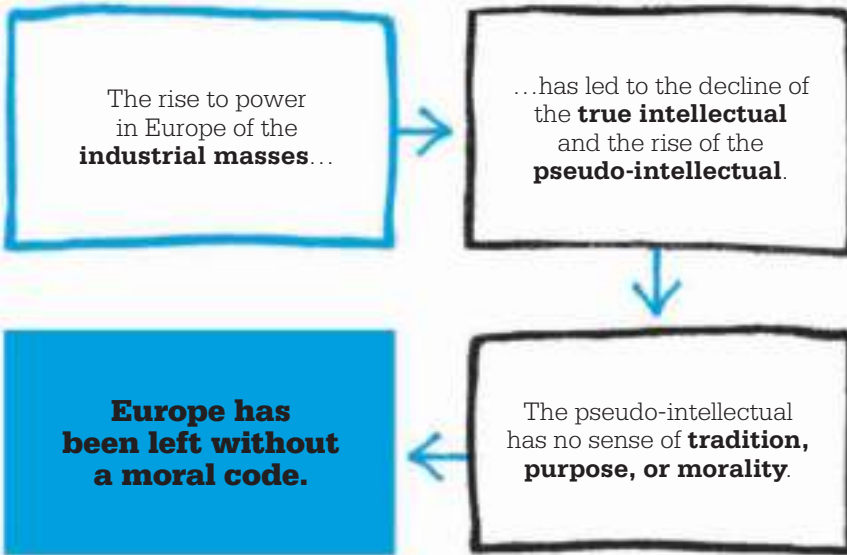 The rise to power
in Europe of the
industrial masses…
…has led to the decline of
the true intellectual
and the rise of the
pseudo-intellectual.
The pseudo-intellectual
has no sense of tradition,
purpose, or morality.
Europe has
been left without
a moral code.